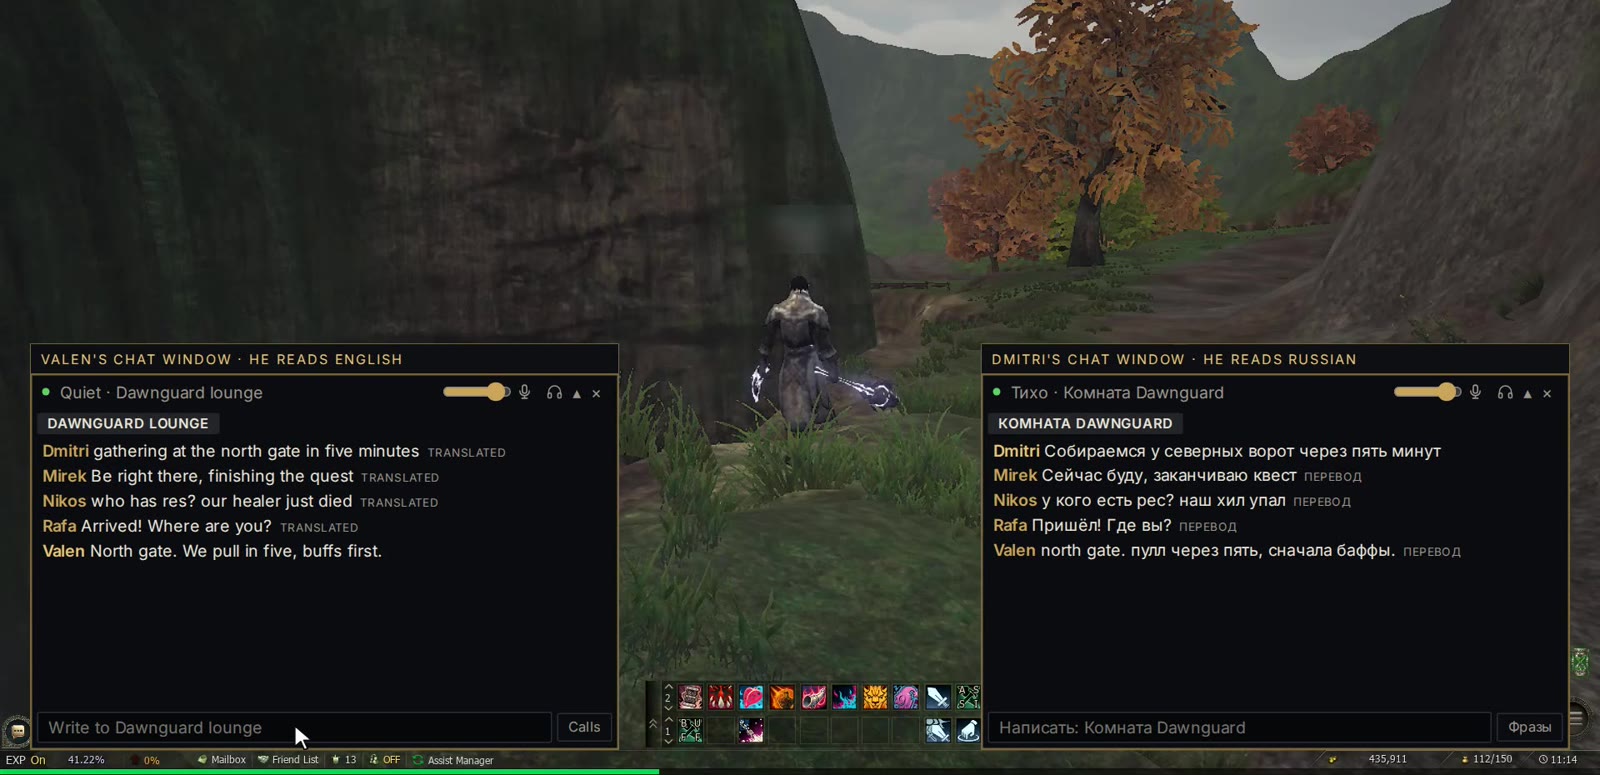 VALEN'S CHAT WINDOW · HE READS ENGLISH
Quiet · Dawnguard lounge
DAWNGUARD LOUNGE
Dmitri gathering at the north gate in five minutes TRANSLATED
Mirek Be right there, finishing the quest TRANSLATED
Nikos who has res? our healer just died TRANSLATED
Rafa Arrived! Where are you? TRANSLATED
Valen North gate. We pull in five, buffs first.
Write to Dawnguard lounge
Calls
DMITRI'S CHAT WINDOW · HE READS RUSSIAN
Тихо · Комната Dawnguard
КОМНАТА DAWNGUARD
Dmitri Собираемся у северных ворот через пять минут
Mirek Сейчас буду, заканчиваю квест ПЕРЕВОД
Nikos у кого есть рес? наш хил упал ПЕРЕВОД
Rafa Пришёл! Где вы? ПЕРЕВОД
Valen north gate. пулл через пять, сначала баффы. ПЕРЕВОД
Написать: Комната Dawnguard
Фразы
2
1
EXP On 41.22% 0% Mailbox Friend List 13 OFF Assist Manager 435,911 112/150 11:14